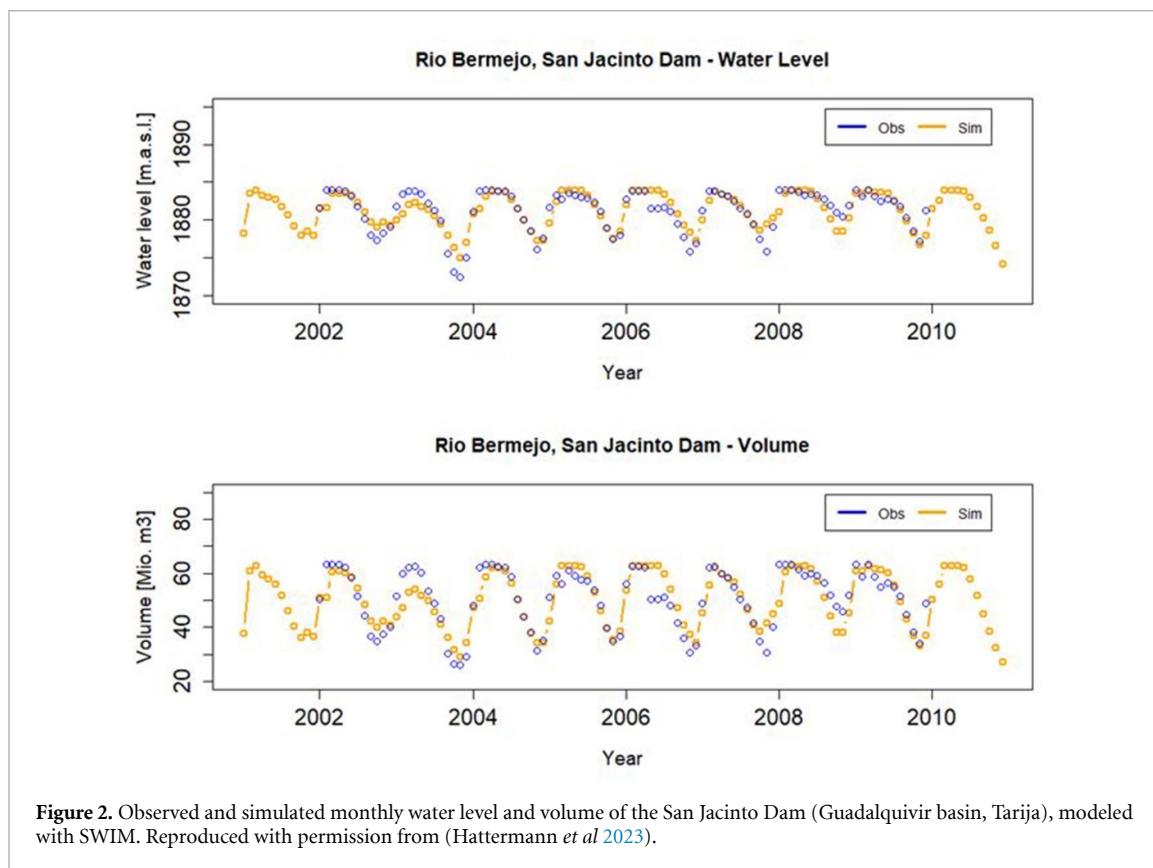 Rio Bermejo, San Jacinto Dam - Water Level
Water level [m.a.s.l.]
1890
1880
1870
Obs Sim
2002 2004 2006 2008 2010
Year
Rio Bermejo, San Jacinto Dam - Volume
Volume [Mio. m3]
80
60
40
20
Obs Sim
2002 2004 2006 2008 2010
Year
Figure 2. Observed and simulated monthly water level and volume of the San Jacinto Dam (Guadalquivir basin, Tarija), modeled
with SWIM. Reproduced with permission from (Hattermann et al 2023).